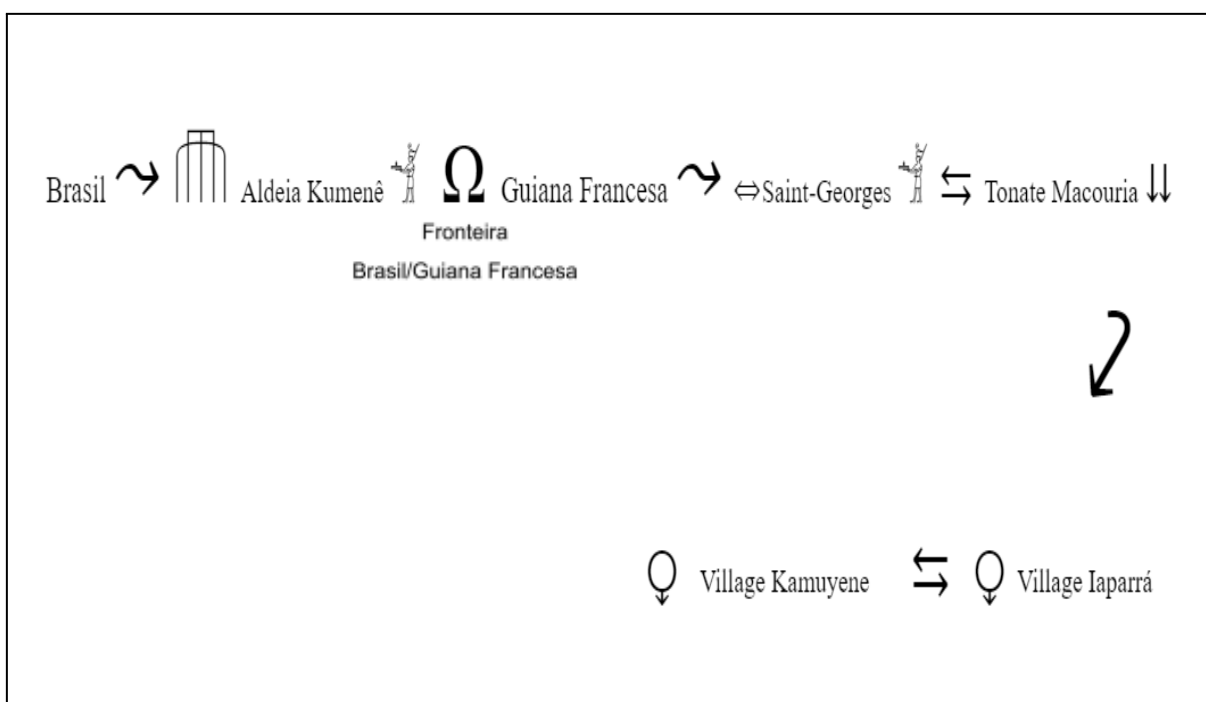 Brasil ⤳ Aldeia Kumenê Ω Guiana Francesa ⤳ ⇔Saint-Georges ⇆ Tonate Macouria ⇊
Fronteira
Brasil/Guiana Francesa
Village Kamuyene ⇆ Village Iaparrá